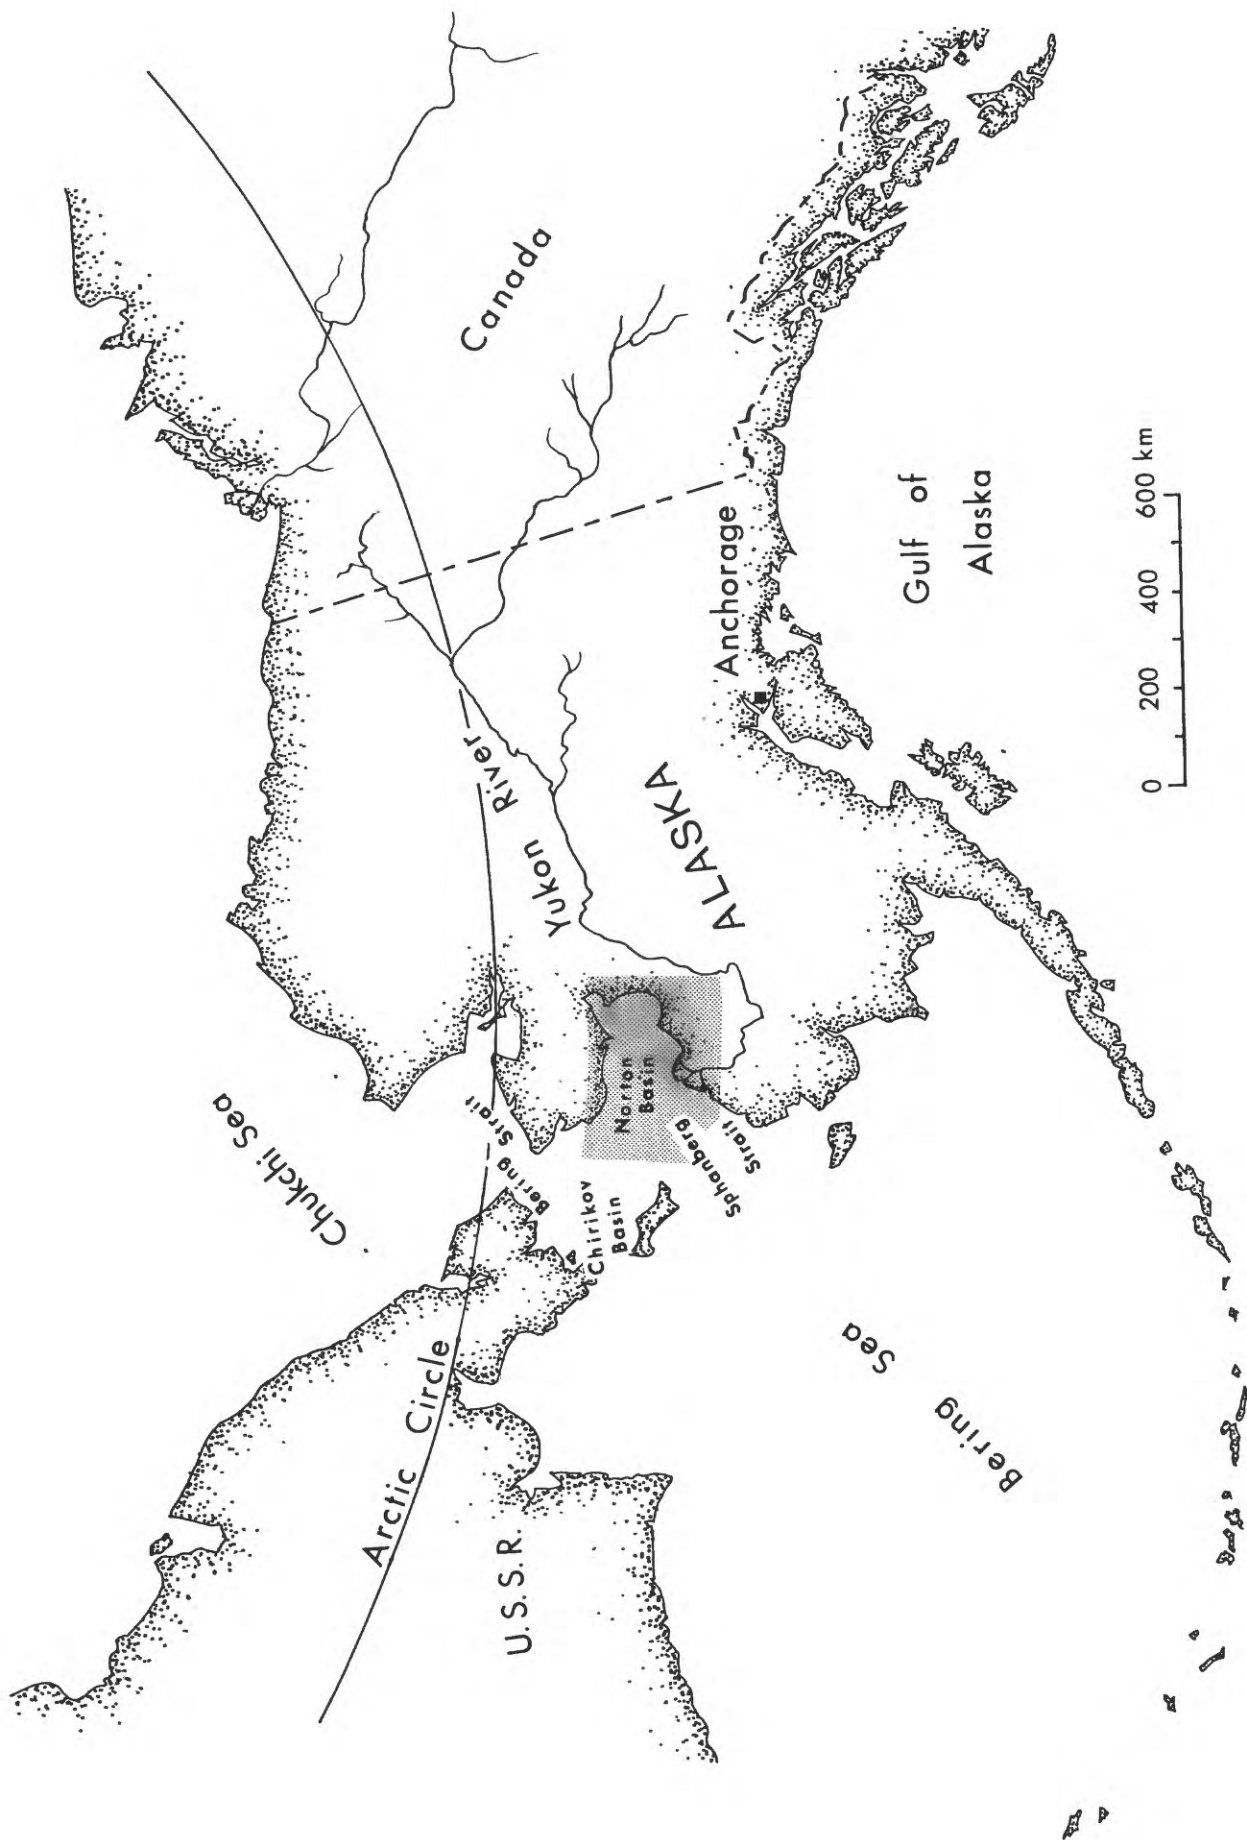 Chukchi Sea
Arctic Circle
U.S.S.R.
Bering Strait
Chirikov
Basin
Norton
Basin
Sphanberg
Strait
Yukon River
ALASKA
Canada
Anchorage
Bering Sea
Gulf of
Alaska
0 200 400 600 km